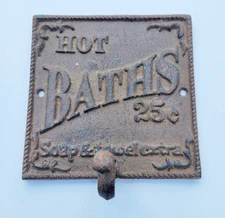 HOT
BATHS
25¢
Soap & towel extra